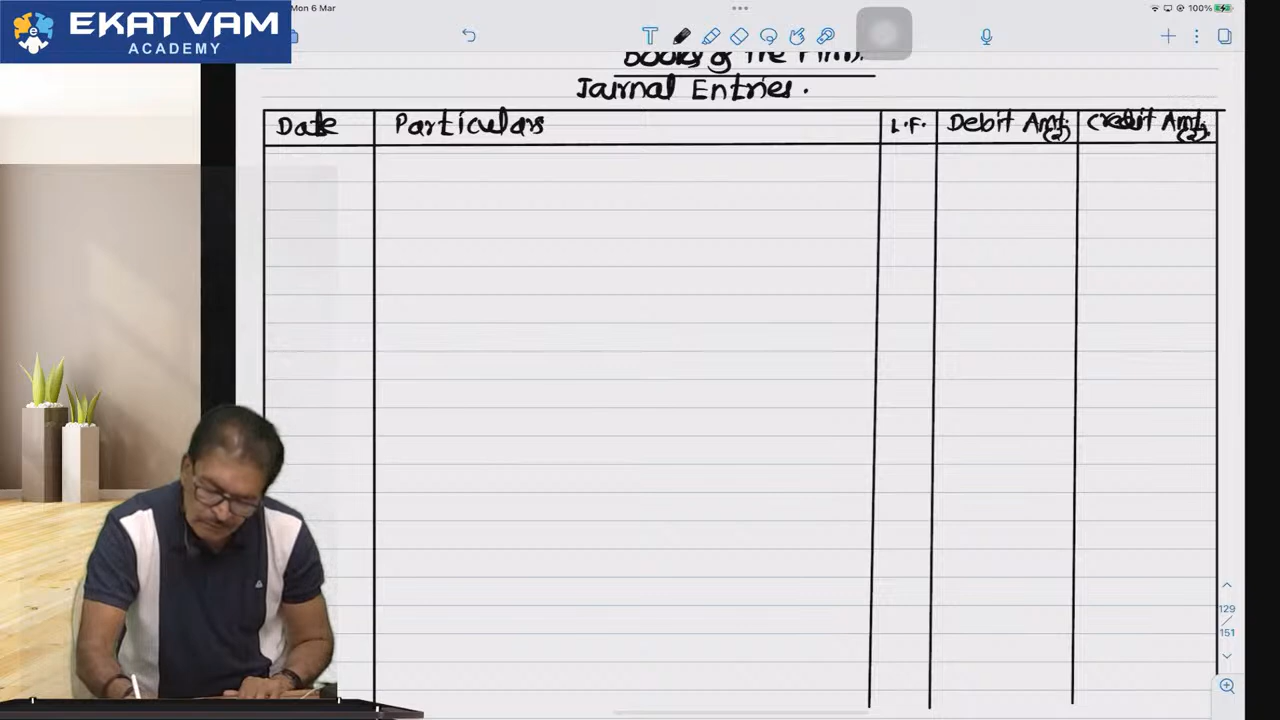 EKATVAM
ACADEMY
Mon 6 Mar
100%
T
Books of The Firm.
Journal Entries.
Date Particulars L.F. Debit Amt. (₹) Credit Amt. (₹)
129
151